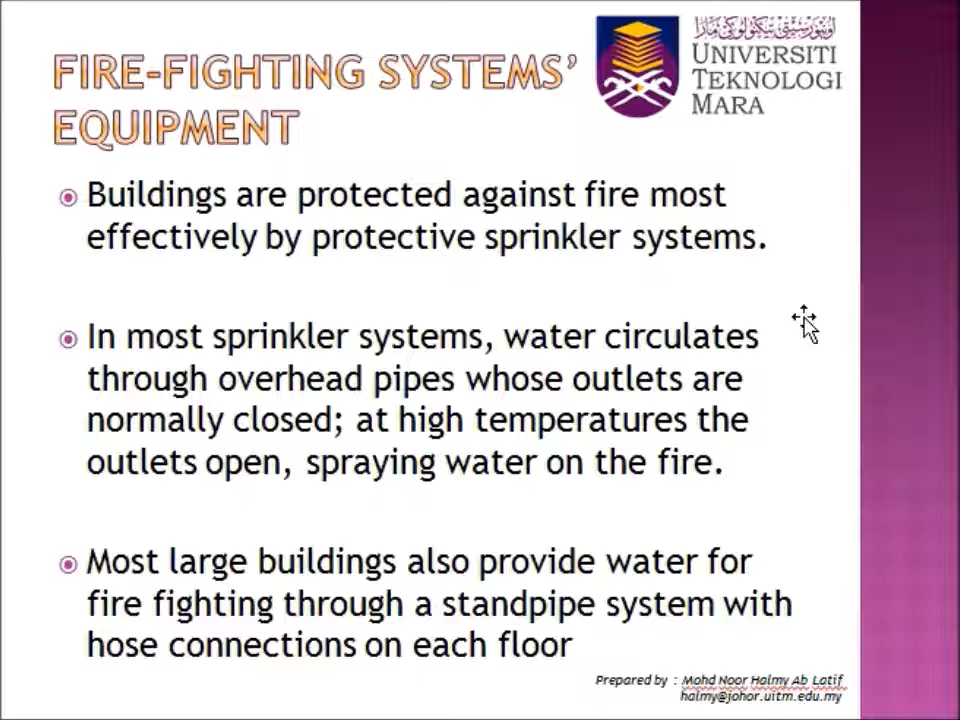 FIRE-FIGHTING SYSTEMS’
EQUIPMENT
UNIVERSITI
TEKNOLOGI
MARA
Buildings are protected against fire most
effectively by protective sprinkler systems.
In most sprinkler systems, water circulates
through overhead pipes whose outlets are
normally closed; at high temperatures the
outlets open, spraying water on the fire.
Most large buildings also provide water for
fire fighting through a standpipe system with
hose connections on each floor
Prepared by : Mohd Noor Halmy Ab Latif
halmy@johor.uitm.edu.my